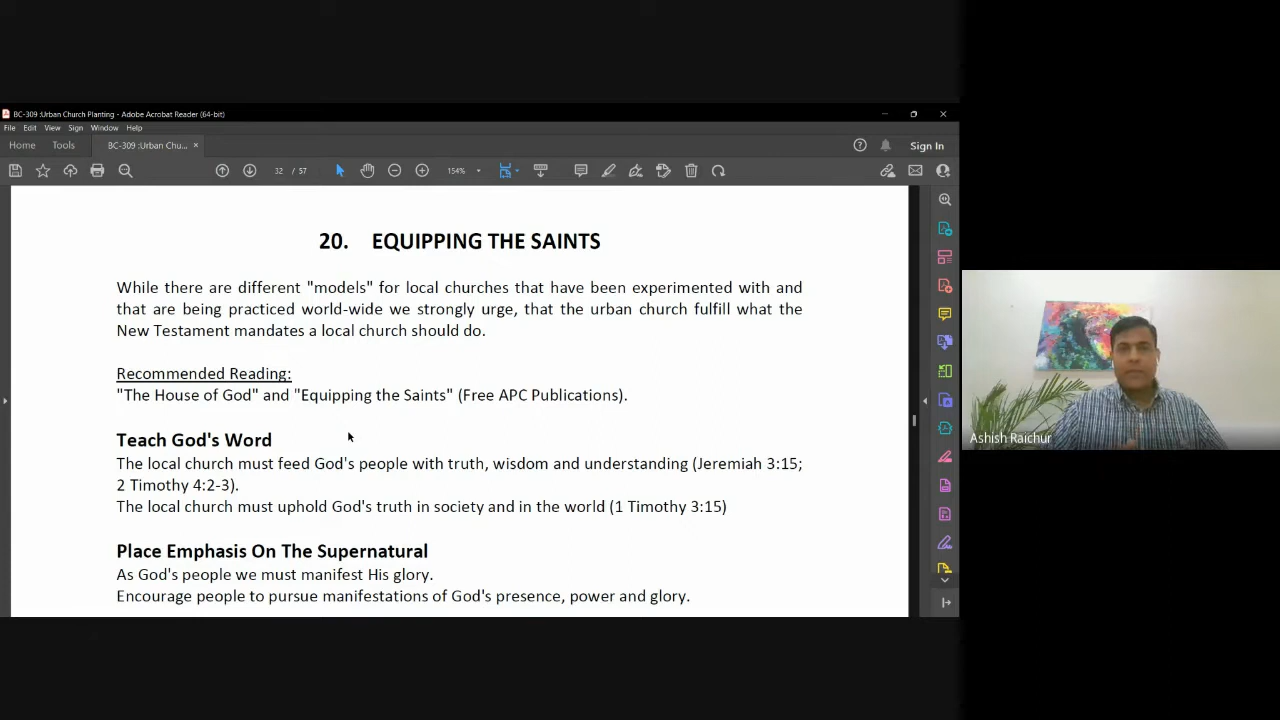 BC-309 :Urban Church Planting - Adobe Acrobat Reader (64-bit)
File Edit View Sign Window Help
Home Tools BC-309 :Urban Chu... × Sign In
32 / 57 154%
20. EQUIPPING THE SAINTS
While there are different "models" for local churches that have been experimented with and
that are being practiced world-wide we strongly urge, that the urban church fulfill what the
New Testament mandates a local church should do.
Recommended Reading:
"The House of God" and "Equipping the Saints" (Free APC Publications).
Teach God's Word
The local church must feed God's people with truth, wisdom and understanding (Jeremiah 3:15;
2 Timothy 4:2-3).
The local church must uphold God's truth in society and in the world (1 Timothy 3:15)
Place Emphasis On The Supernatural
As God's people we must manifest His glory.
Encourage people to pursue manifestations of God's presence, power and glory.
Ashish Raichur